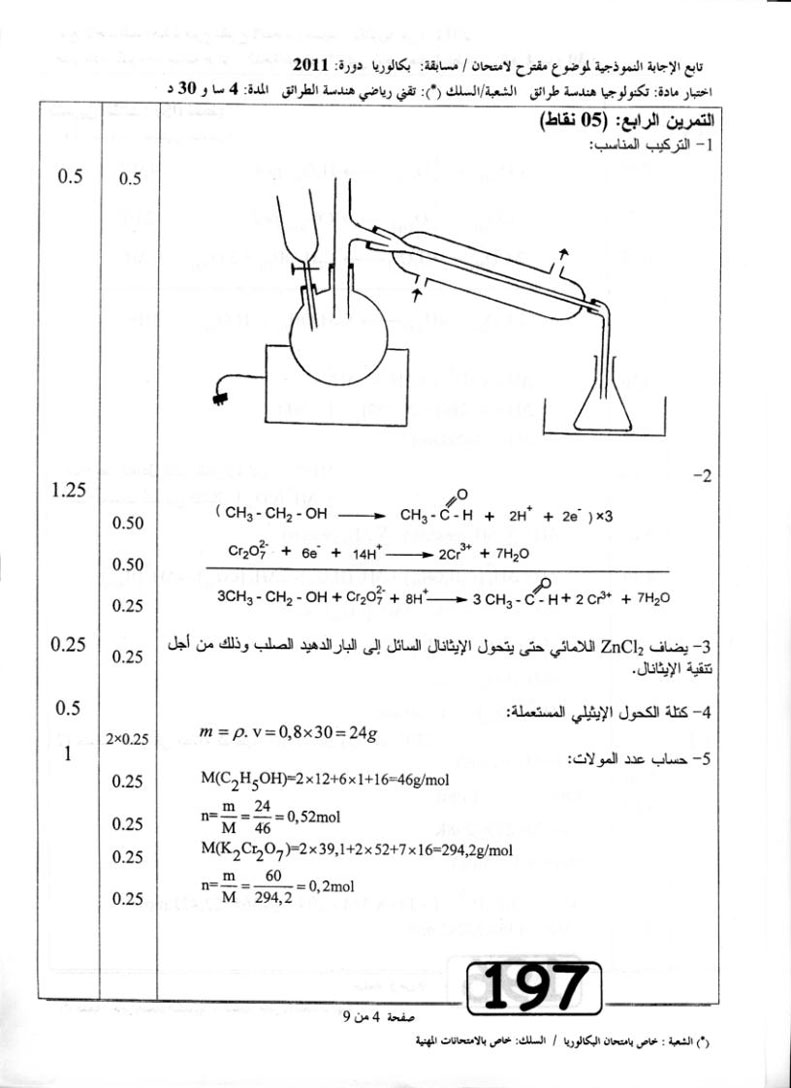 تابع الإجابة النموذجية لموضوع مقترح لامتحان / مسابقة: بكالوريا دورة: 2011
اختبار مادة: تكنولوجيا هندسة طرائق الشعبة/السلك (*): تقني رياضي هندسة الطرائق المدة: 4 سا و 30 د
التمرين الرابع: (05 نقاط)
1- التركيب المناسب:
0.5 0.5
2-
1.25
0.50 ( CH₃ - CH₂ - OH ⟶ CH₃ - C(=O) - H + 2H⁺ + 2e⁻ ) ×3
0.50 Cr₂O₇²⁻ + 6e⁻ + 14H⁺ ⟶ 2Cr³⁺ + 7H₂O
0.25 3CH₃ - CH₂ - OH + Cr₂O₇²⁻ + 8H⁺ ⟶ 3 CH₃ - C(=O) - H + 2 Cr³⁺ + 7H₂O
0.25 0.25 3- يضاف ZnCl₂ اللامائي حتى يتحول الإيثانال السائل إلى البارالدهيد الصلب وذلك من أجل
تنقية الإيثانال.
0.5 4- كتلة الكحول الإيثيلي المستعملة:
2×0.25 m = ρ. v = 0,8×30 = 24g
1 5- حساب عدد المولات:
0.25 M(C₂H₅OH)=2×12+6×1+16=46g/mol
0.25 n= m/M = 24/46 = 0,52mol
0.25 M(K₂Cr₂O₇)=2×39,1+2×52+7×16=294,2g/mol
0.25 n= m/M = 60/294,2 = 0,2mol
197
صفحة 4 من 9
(*) الشعبة : خاص بامتحان البكالوريا / السلك: خاص بالامتحانات المهنية